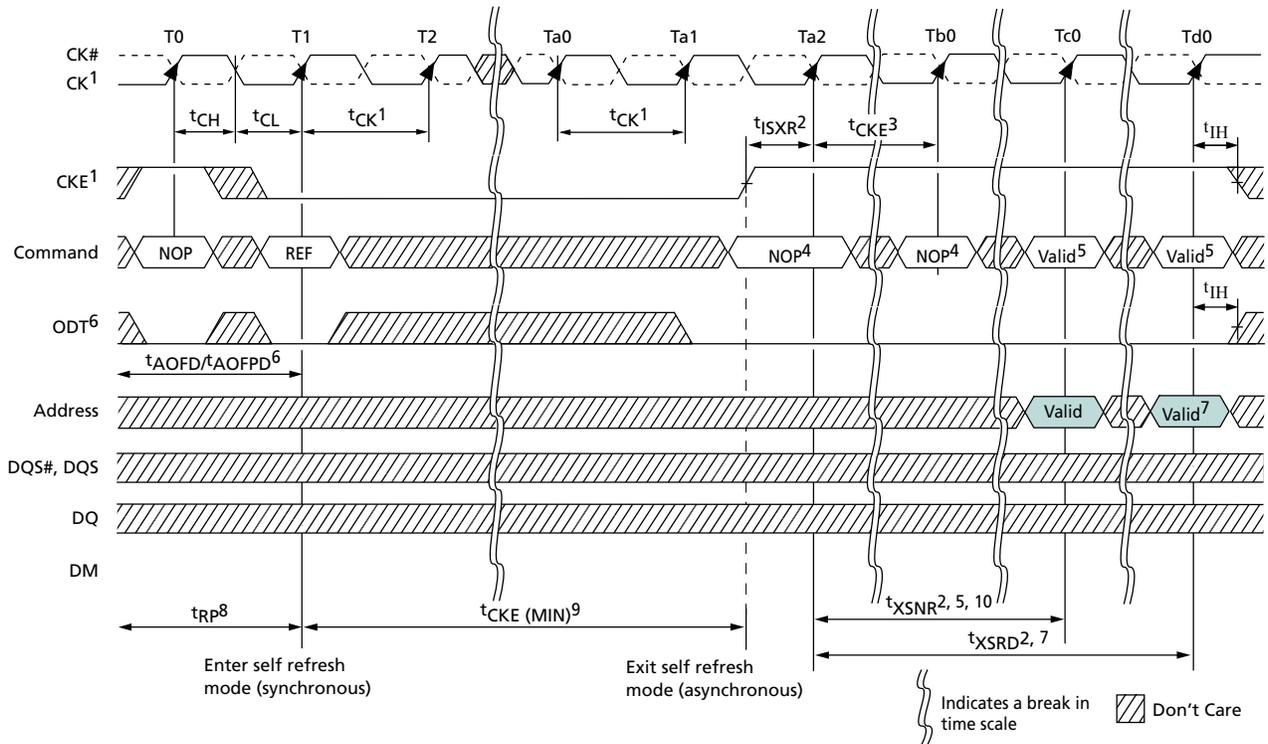 T0 T1 T2 Ta0 Ta1 Ta2 Tb0 Tc0 Td0
CK#
CK1
tCH tCL tCK1 tCK1 tISXR2 tCKE3 tIH
CKE1
Command NOP REF NOP4 NOP4 Valid5 Valid5
tIH
ODT6
tAOFD/tAOFPD6
Address Valid Valid7
DQS#, DQS
DQ
DM
tRP8 tCKE (MIN)9 tXSNR2, 5, 10
tXSRD2, 7
Enter self refresh
mode (synchronous)
Exit self refresh
mode (asynchronous)
Indicates a break in
time scale
Don't Care